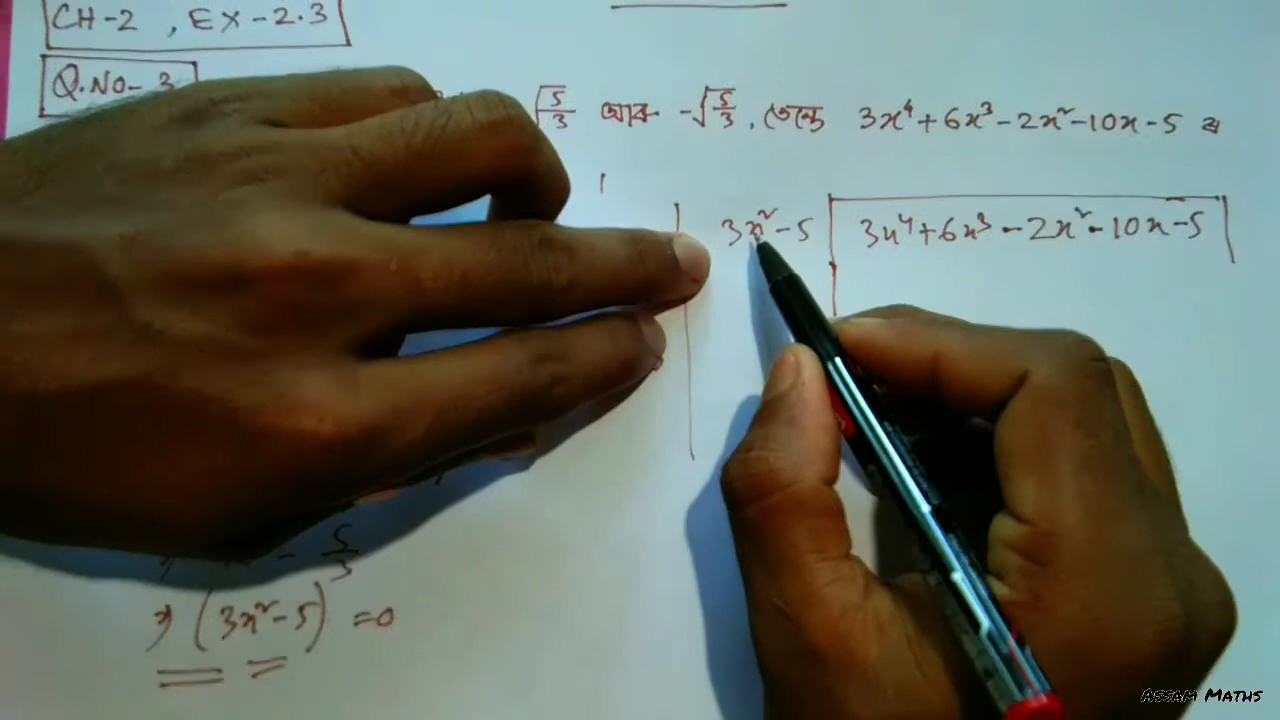 CH-2 , EX-2.3
Q.NO- 3
√5/3 আৰু -√5/3 , তেন্তে 3x⁴+6x³-2x²-10x-5 ৰ
3x²-5 3x⁴+6x³-2x²-10x-5
- 5/3
⇒ (3x²-5) =0
ASSAM MATHS